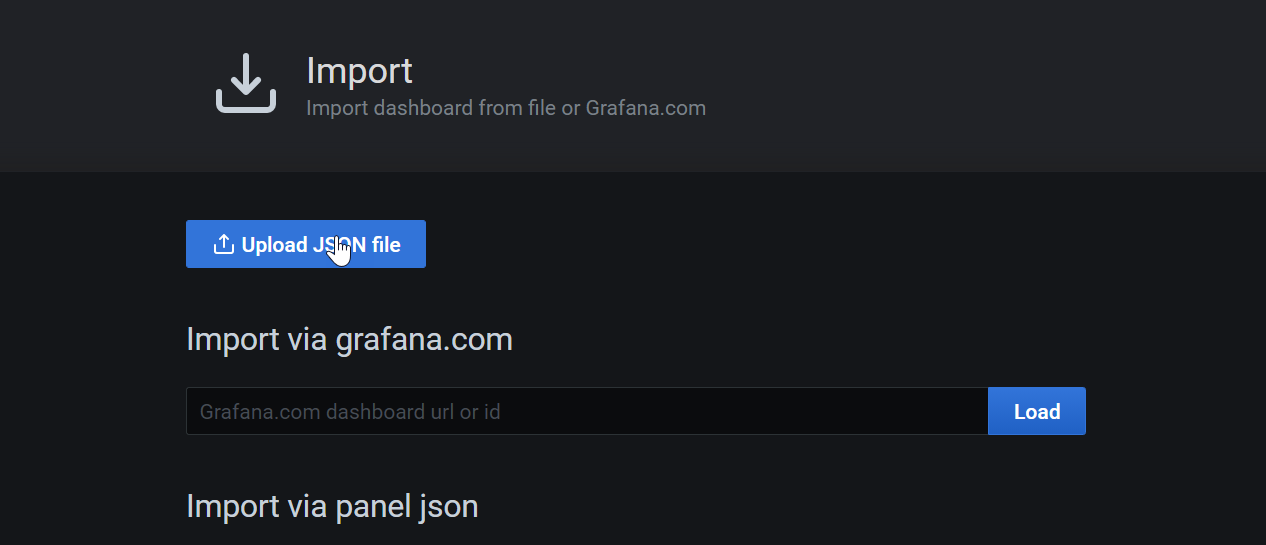 Import
Import dashboard from file or Grafana.com
Upload JSON file
Import via grafana.com
Grafana.com dashboard url or id
Load
Import via panel json